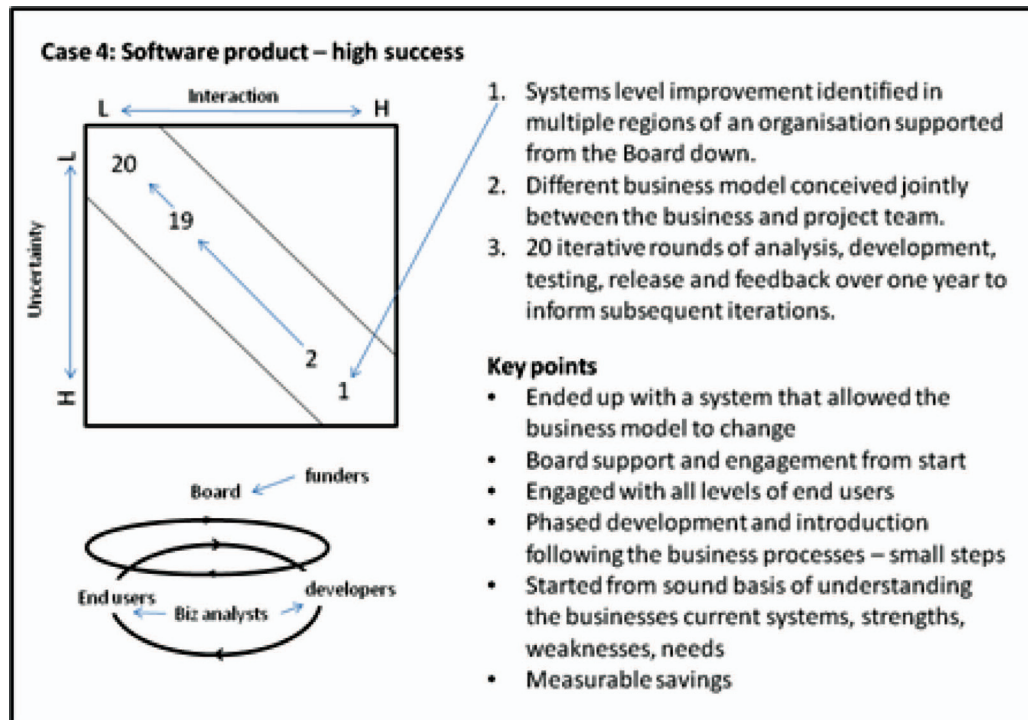 Case 4: Software product – high success
Interaction
L H
L
Uncertainty
H
20
19
2
1
1. Systems level improvement identified in
multiple regions of an organisation supported
from the Board down.
2. Different business model conceived jointly
between the business and project team.
3. 20 iterative rounds of analysis, development,
testing, release and feedback over one year to
inform subsequent iterations.
Key points
• Ended up with a system that allowed the
business model to change
• Board support and engagement from start
• Engaged with all levels of end users
• Phased development and introduction
following the business processes – small steps
• Started from sound basis of understanding
the businesses current systems, strengths,
weaknesses, needs
• Measurable savings
funders
Board
End users
Biz analysts
developers